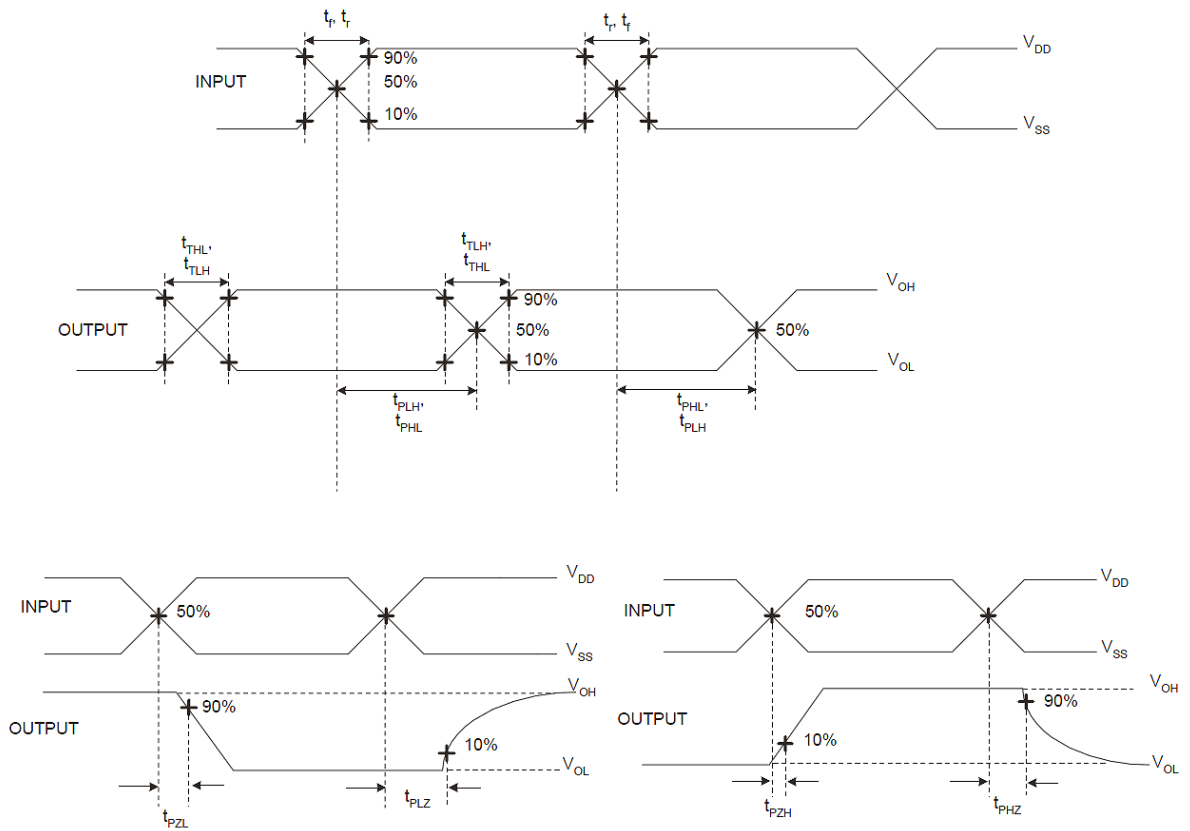 tf, tr
tr, tf
VDD
90%
INPUT
50%
10%
VSS
tTHL,
tTLH
tTLH,
tTHL
VOH
90%
OUTPUT
50%
50%
10%
VOL
tPLH,
tPHL
tPHL,
tPLH
VDD
INPUT
50%
VSS
VOH
90%
OUTPUT
10%
VOL
tPZL
tPLZ
VDD
INPUT
50%
VSS
VOH
90%
OUTPUT
10%
VOL
tPZH
tPHZ